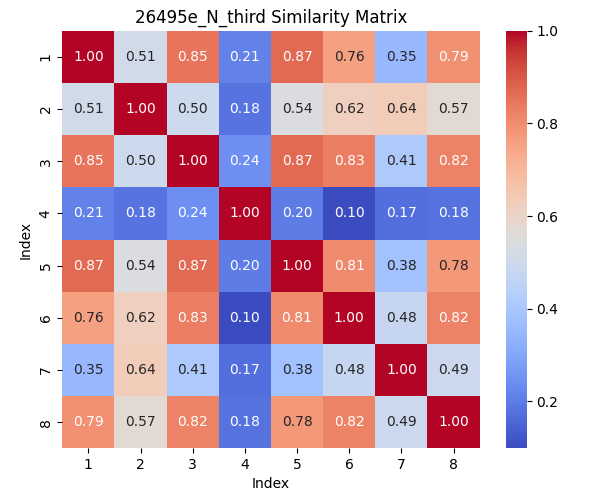 26495e_N_third Similarity Matrix
1 1.00 0.51 0.85 0.21 0.87 0.76 0.35 0.79
2 0.51 1.00 0.50 0.18 0.54 0.62 0.64 0.57
3 0.85 0.50 1.00 0.24 0.87 0.83 0.41 0.82
4 0.21 0.18 0.24 1.00 0.20 0.10 0.17 0.18
5 0.87 0.54 0.87 0.20 1.00 0.81 0.38 0.78
6 0.76 0.62 0.83 0.10 0.81 1.00 0.48 0.82
7 0.35 0.64 0.41 0.17 0.38 0.48 1.00 0.49
8 0.79 0.57 0.82 0.18 0.78 0.82 0.49 1.00
1 2 3 4 5 6 7 8
Index
Index
1.0
0.8
0.6
0.4
0.2